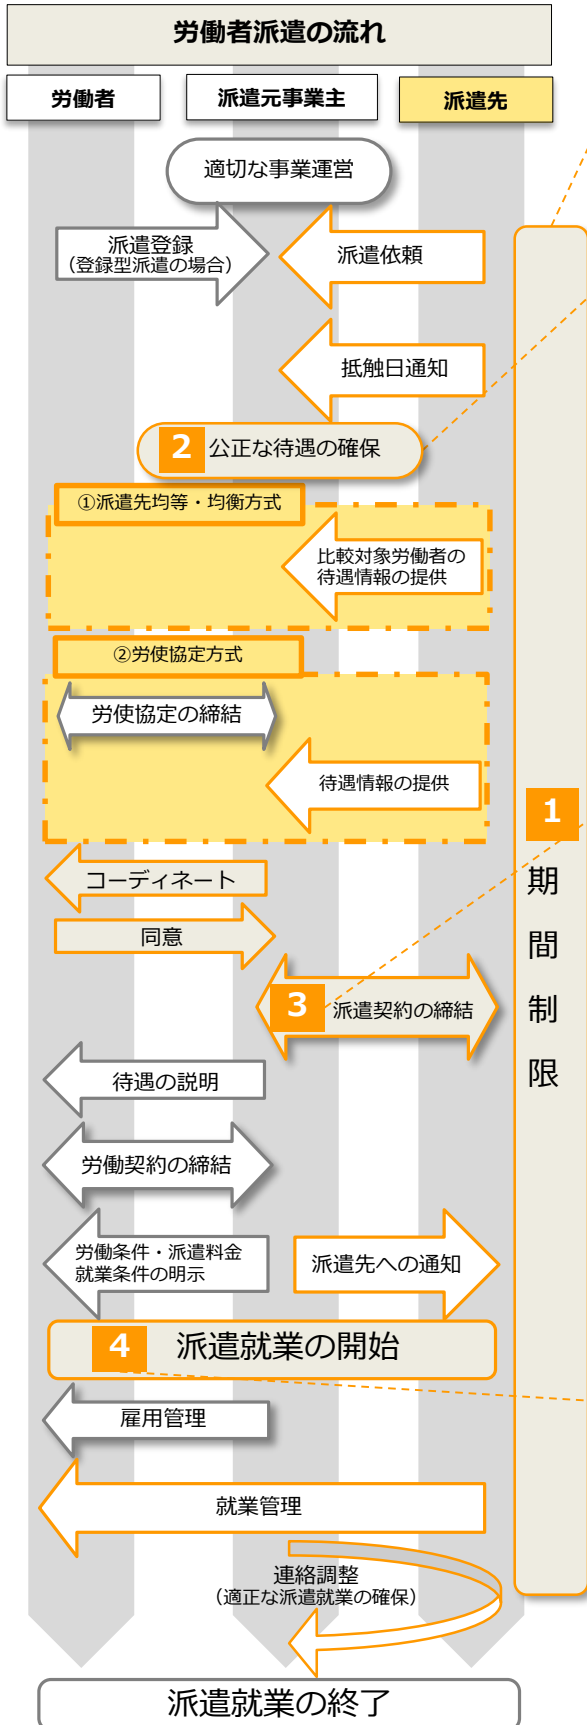 労働者派遣の流れ
労働者
派遣元事業主
派遣先
適切な事業運営
派遣登録
(登録型派遣の場合)
派遣依頼
抵触日通知
2 公正な待遇の確保
①派遣先均等・均衡方式
比較対象労働者の
待遇情報の提供
②労使協定方式
労使協定の締結
待遇情報の提供
1
期
間
制
限
コーディネート
同意
3 派遣契約の締結
待遇の説明
労働契約の締結
労働条件・派遣料金
就業条件の明示
派遣先への通知
4 派遣就業の開始
雇用管理
就業管理
連絡調整
(適正な派遣就業の確保)
派遣就業の終了